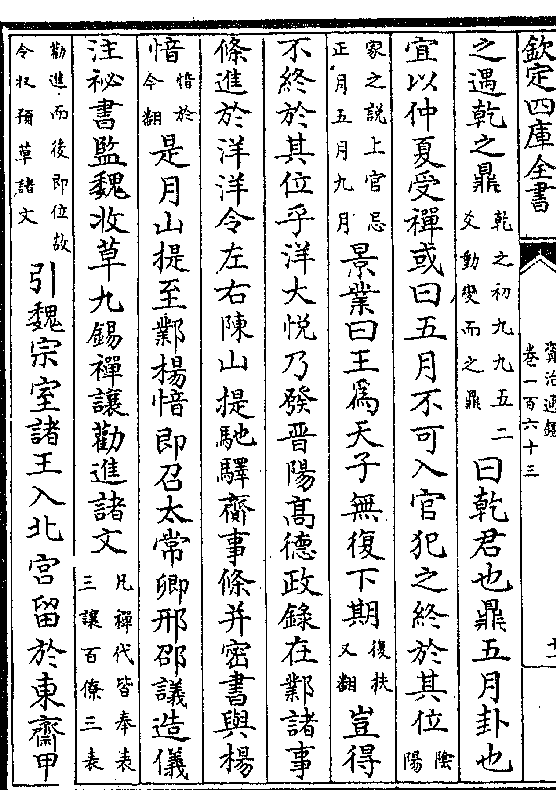 欽定四庫全書
資治通鑑
卷一百六十三
之遇乾之鼎乾之初九九五二爻動變而之鼎曰乾君也鼎五月卦也
宜以仲夏受禪或曰五月不可入官犯之終於其位陰陽
家之說上官忌正月五月九月景業曰王爲天子無復下期復扶又翻豈得
不終於其位乎洋大悅乃發晉陽髙德政錄在鄴諸事
條進於洋洋令左右陳山提馳驛齎事條并密書與楊
愔愔於今翻是月山提至鄴楊愔即召太常卿邢邵議造儀
注祕書監魏收草九錫禪讓勸進諸文凡禪代皆奉表三讓百僚三表
勸進而後即位故令收預草諸文引魏宗室諸王入北宫留於東齋甲